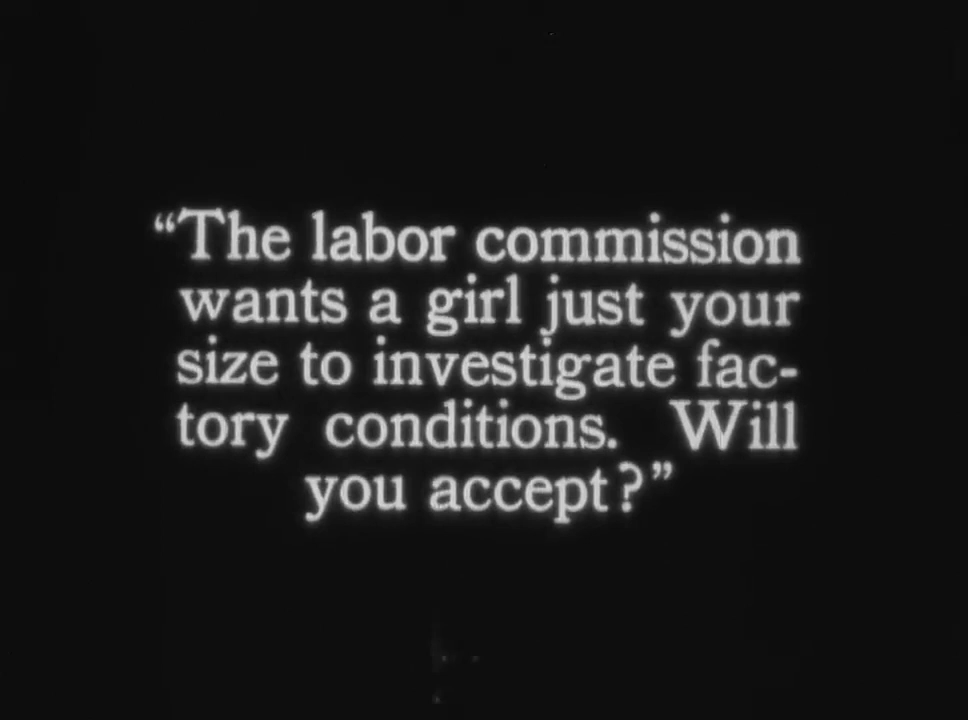 “The labor commission
wants a girl just your
size to investigate fac-
tory conditions. Will
you accept?”